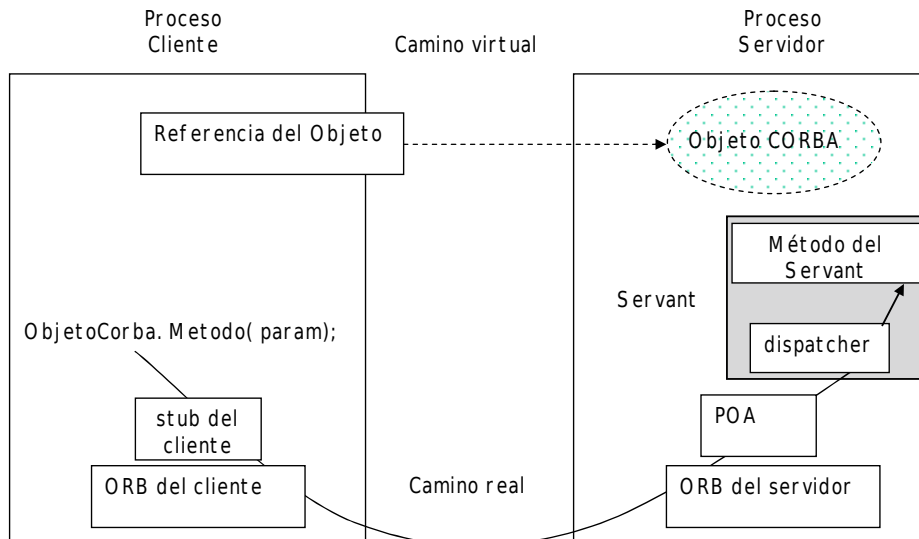 Proceso
Cliente
Camino virtual
Proceso
Servidor
Referencia del Objeto
Objeto CORBA
Método del
Servant
Servant
ObjetoCorba. Metodo( param);
dispatcher
stub del
cliente
POA
ORB del cliente
Camino real
ORB del servidor